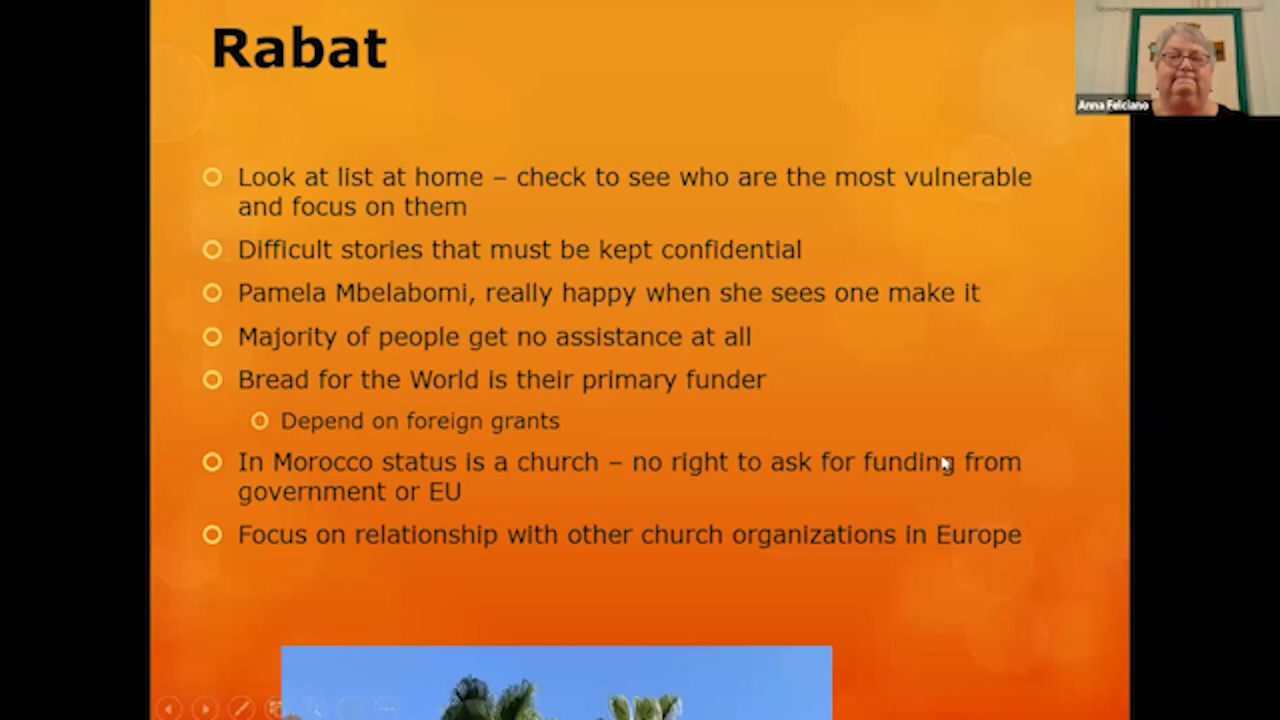 Rabat
Anna Felciano
Look at list at home – check to see who are the most vulnerable
and focus on them
Difficult stories that must be kept confidential
Pamela Mbelabomi, really happy when she sees one make it
Majority of people get no assistance at all
Bread for the World is their primary funder
Depend on foreign grants
In Morocco status is a church – no right to ask for funding from
government or EU
Focus on relationship with other church organizations in Europe